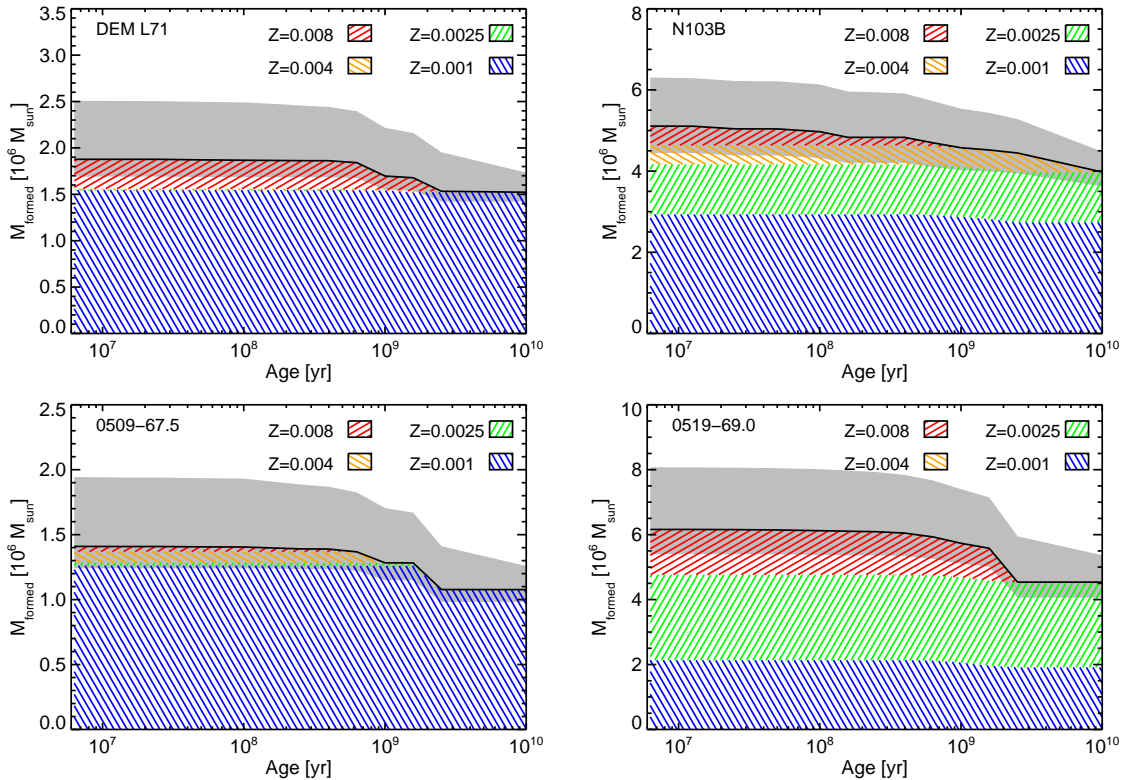 DEM L71
Z=0.008
Z=0.0025
Z=0.004
Z=0.001
M_formed [10^6 M_sun]
3.5
3.0
2.5
2.0
1.5
1.0
0.5
0.0
10^7
10^8
10^9
10^10
Age [yr]
N103B
Z=0.008
Z=0.0025
Z=0.004
Z=0.001
M_formed [10^6 M_sun]
8
6
4
2
0
10^7
10^8
10^9
10^10
Age [yr]
0509−67.5
Z=0.008
Z=0.0025
Z=0.004
Z=0.001
M_formed [10^6 M_sun]
2.5
2.0
1.5
1.0
0.5
0.0
10^7
10^8
10^9
10^10
Age [yr]
0519−69.0
Z=0.008
Z=0.0025
Z=0.004
Z=0.001
M_formed [10^6 M_sun]
10
8
6
4
2
0
10^7
10^8
10^9
10^10
Age [yr]